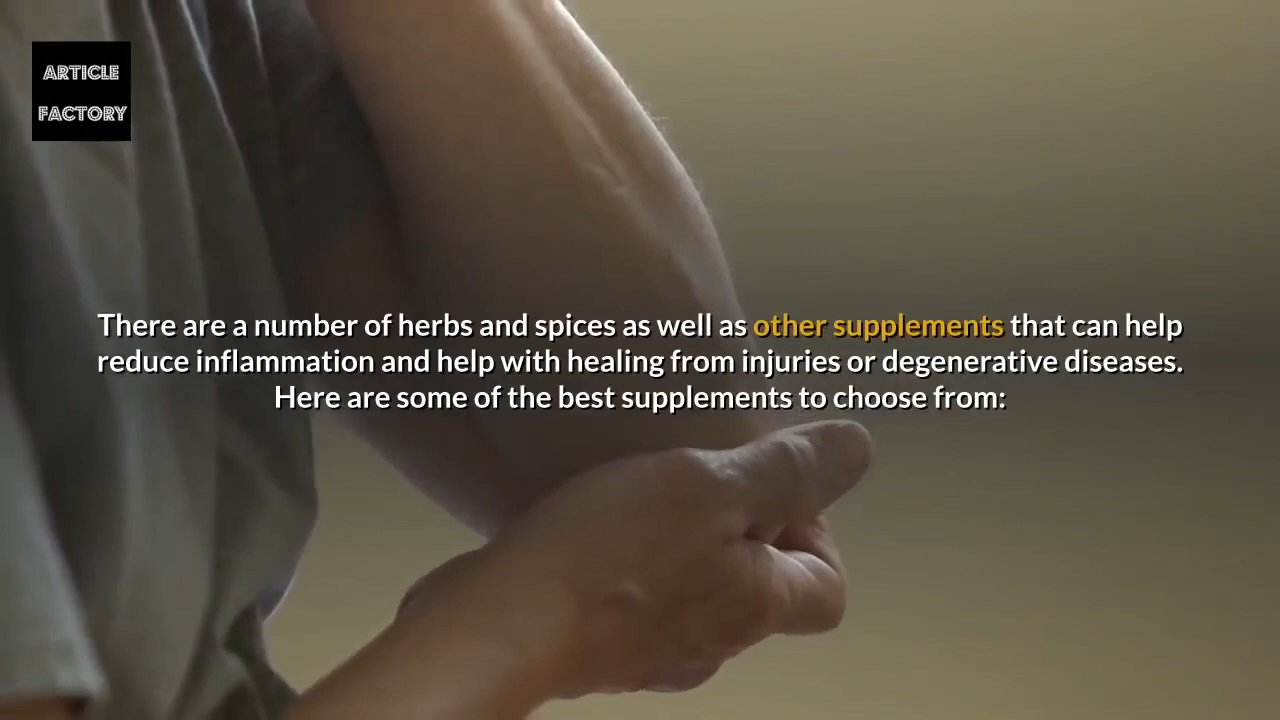 ARTICLE
FACTORY
There are a number of herbs and spices as well as other supplements that can help
reduce inflammation and help with healing from injuries or degenerative diseases.
Here are some of the best supplements to choose from: